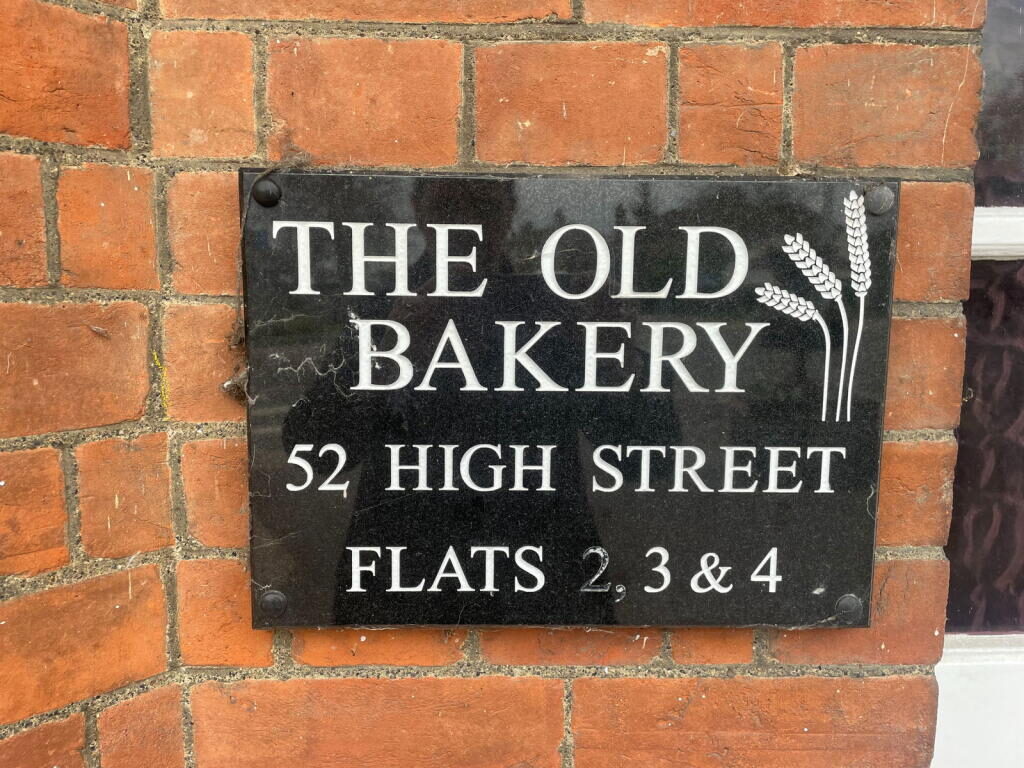 THE OLD
BAKERY
52 HIGH STREET
FLATS 2, 3 & 4